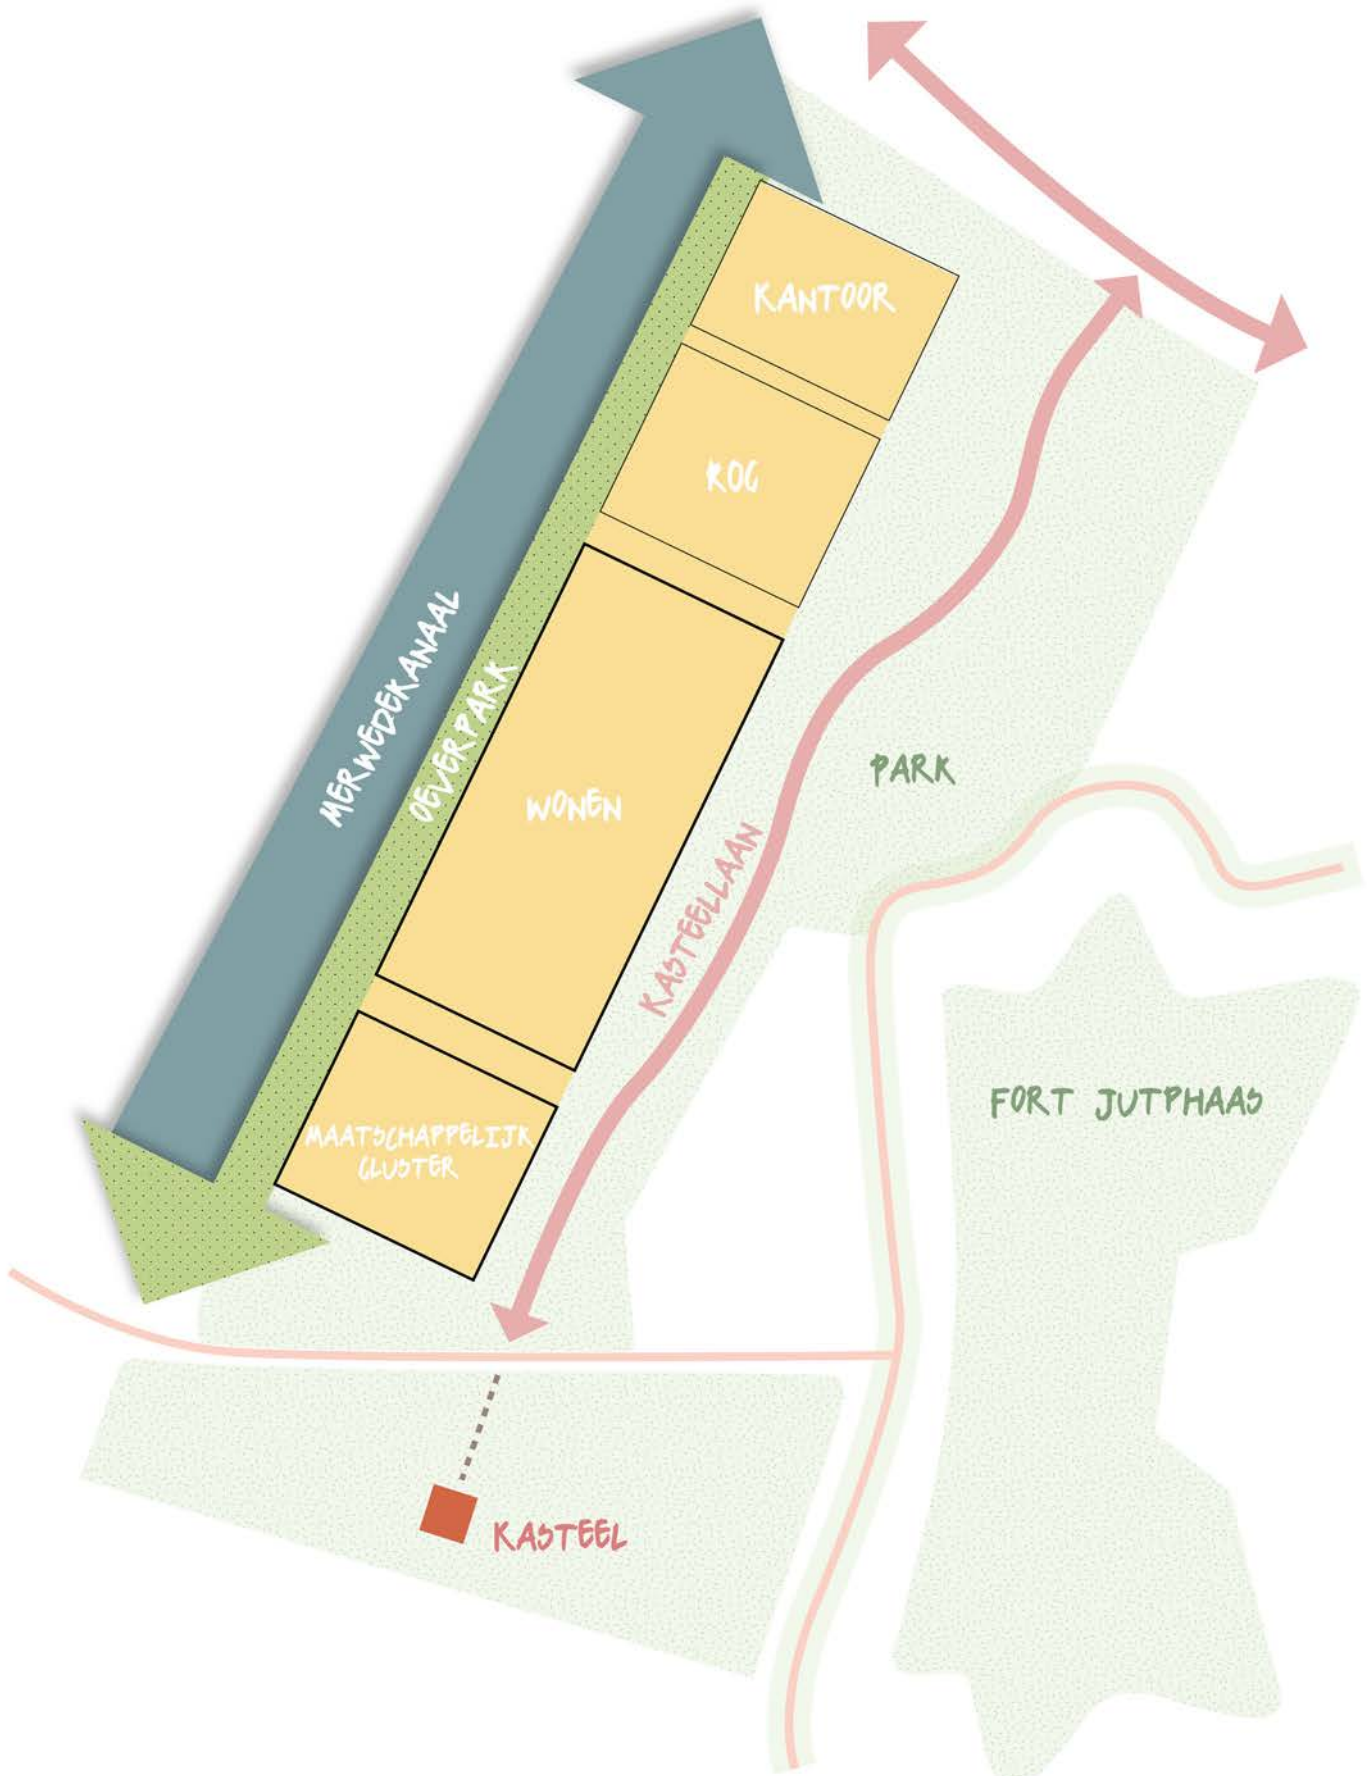 KANTOOR
ROC
MERWEDEKANAAL
OEVERPARK
WONEN
PARK
KASTEELLAAN
FORT JUTPHAAS
MAATSCHAPPELIJK
CLUSTER
KASTEEL